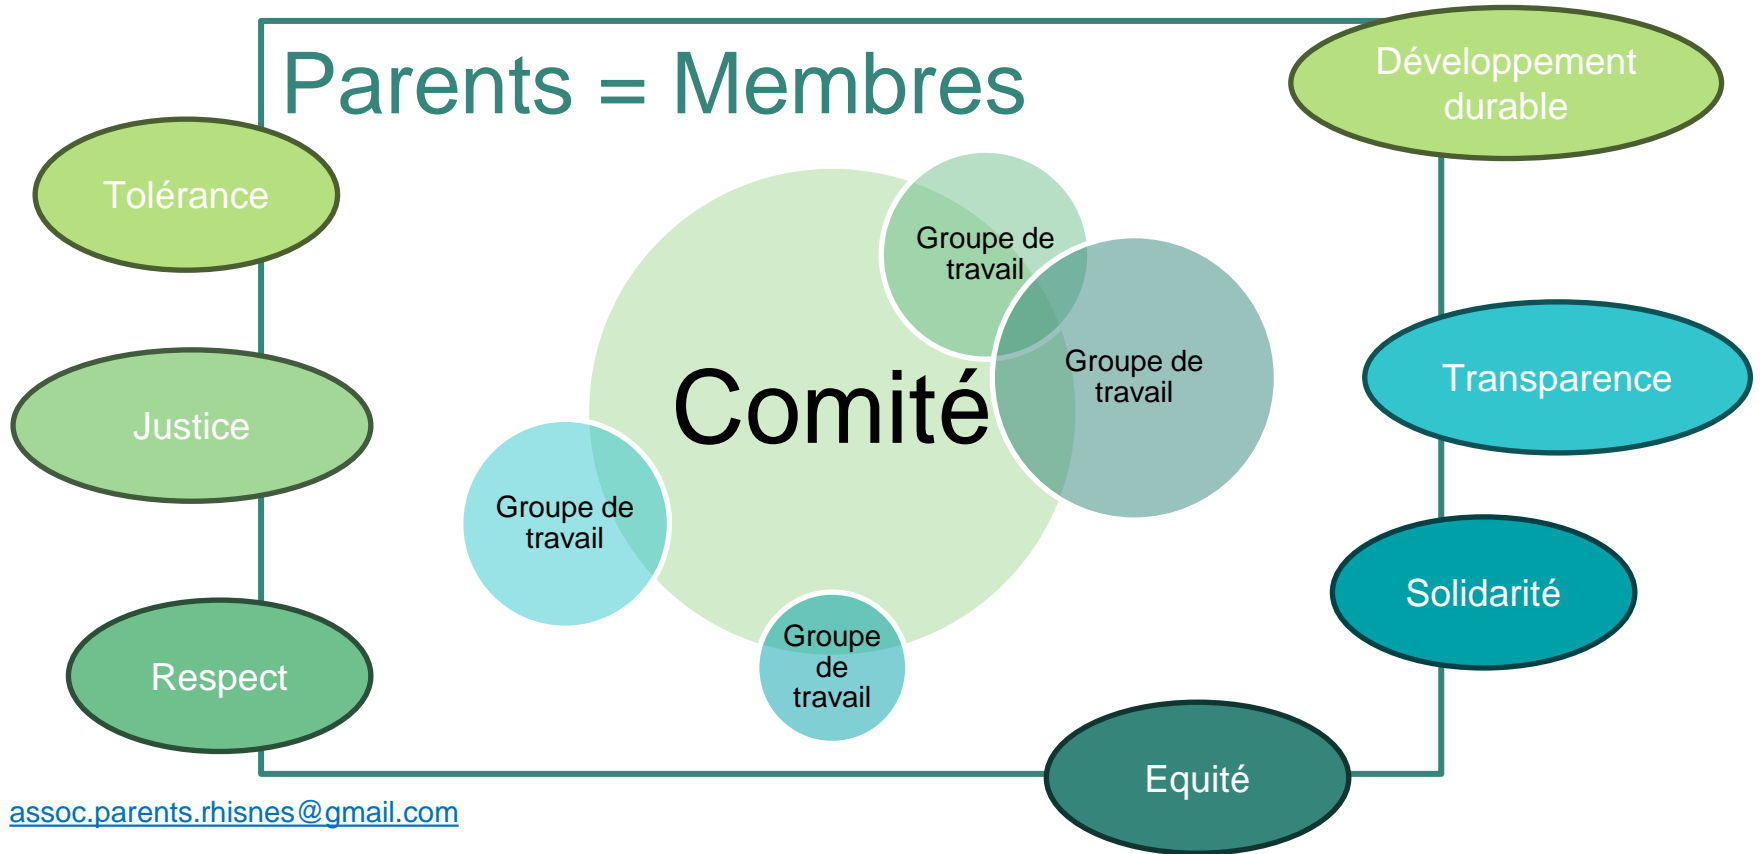 Parents = Membres
Développement
durable
Tolérance
Groupe de
travail
Groupe de
travail
Transparence
Comité
Justice
Groupe de
travail
Solidarité
Groupe
de
travail
Respect
Equité
assoc.parents.rhisnes@gmail.com